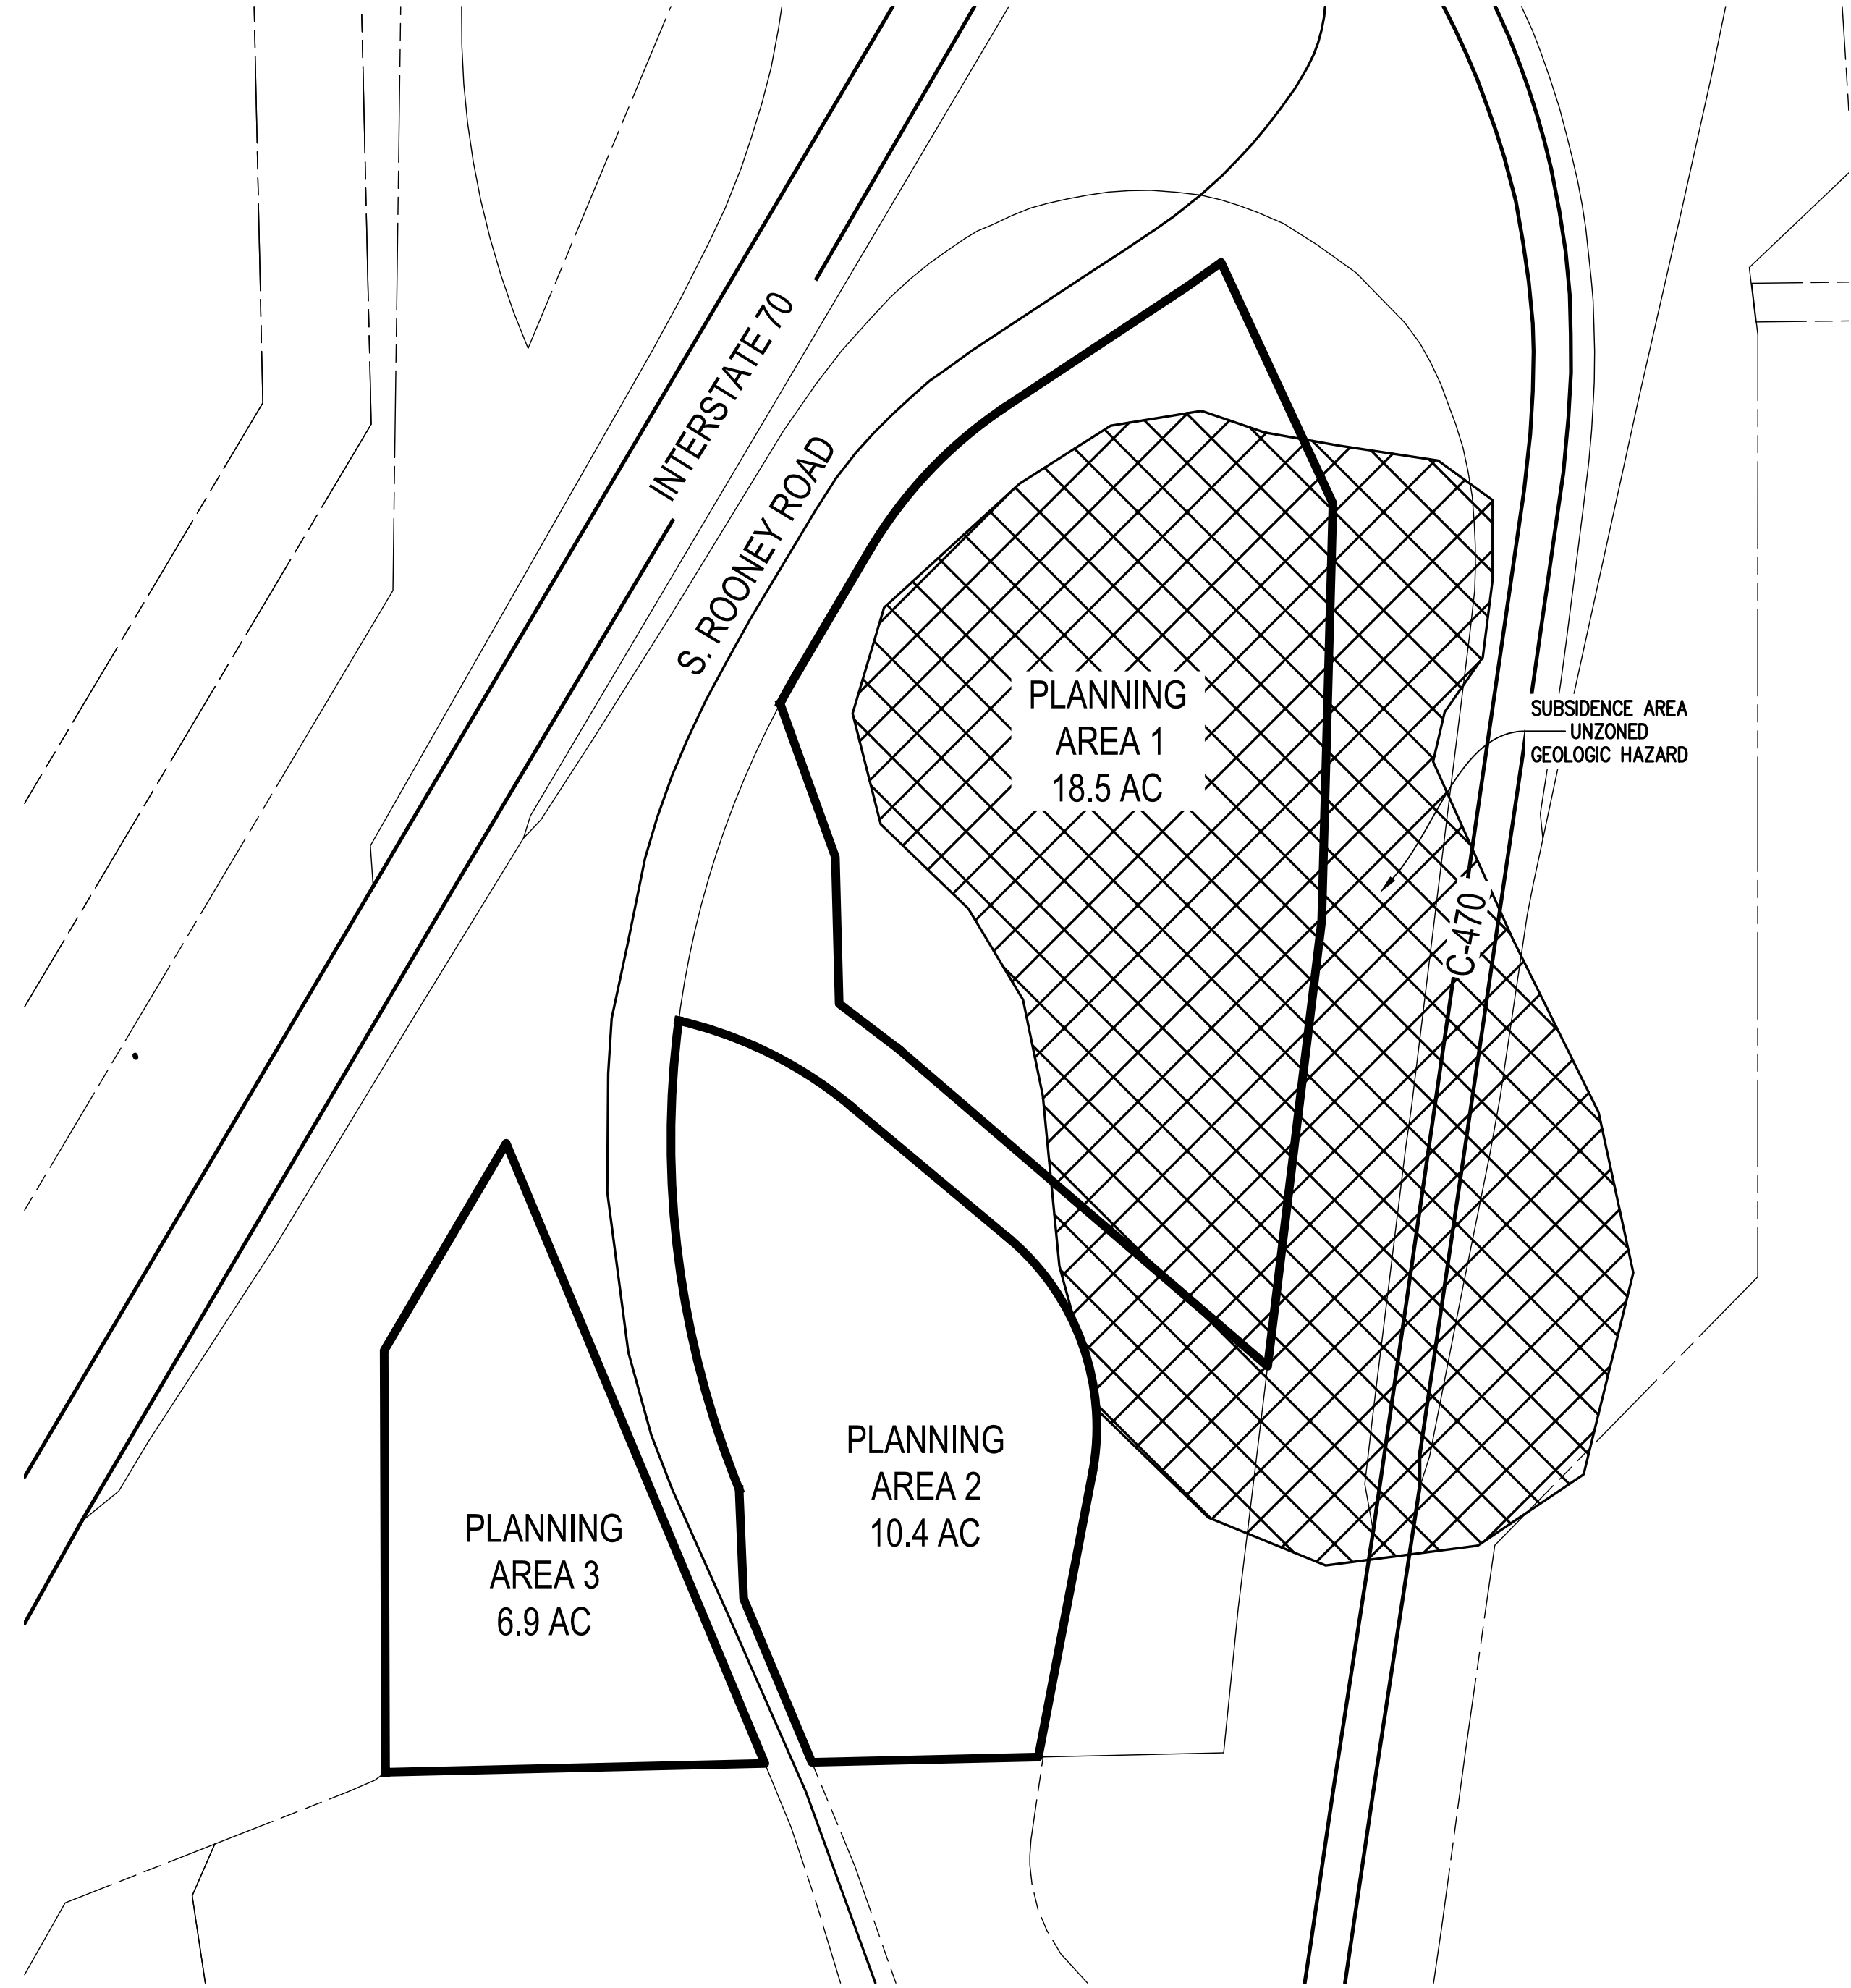 INTERSTATE 70
S. ROONEY ROAD
PLANNING
AREA 1
18.5 AC
SUBSIDENCE AREA
UNZONED
GEOLOGIC HAZARD
C-470
PLANNING
AREA 2
10.4 AC
PLANNING
AREA 3
6.9 AC